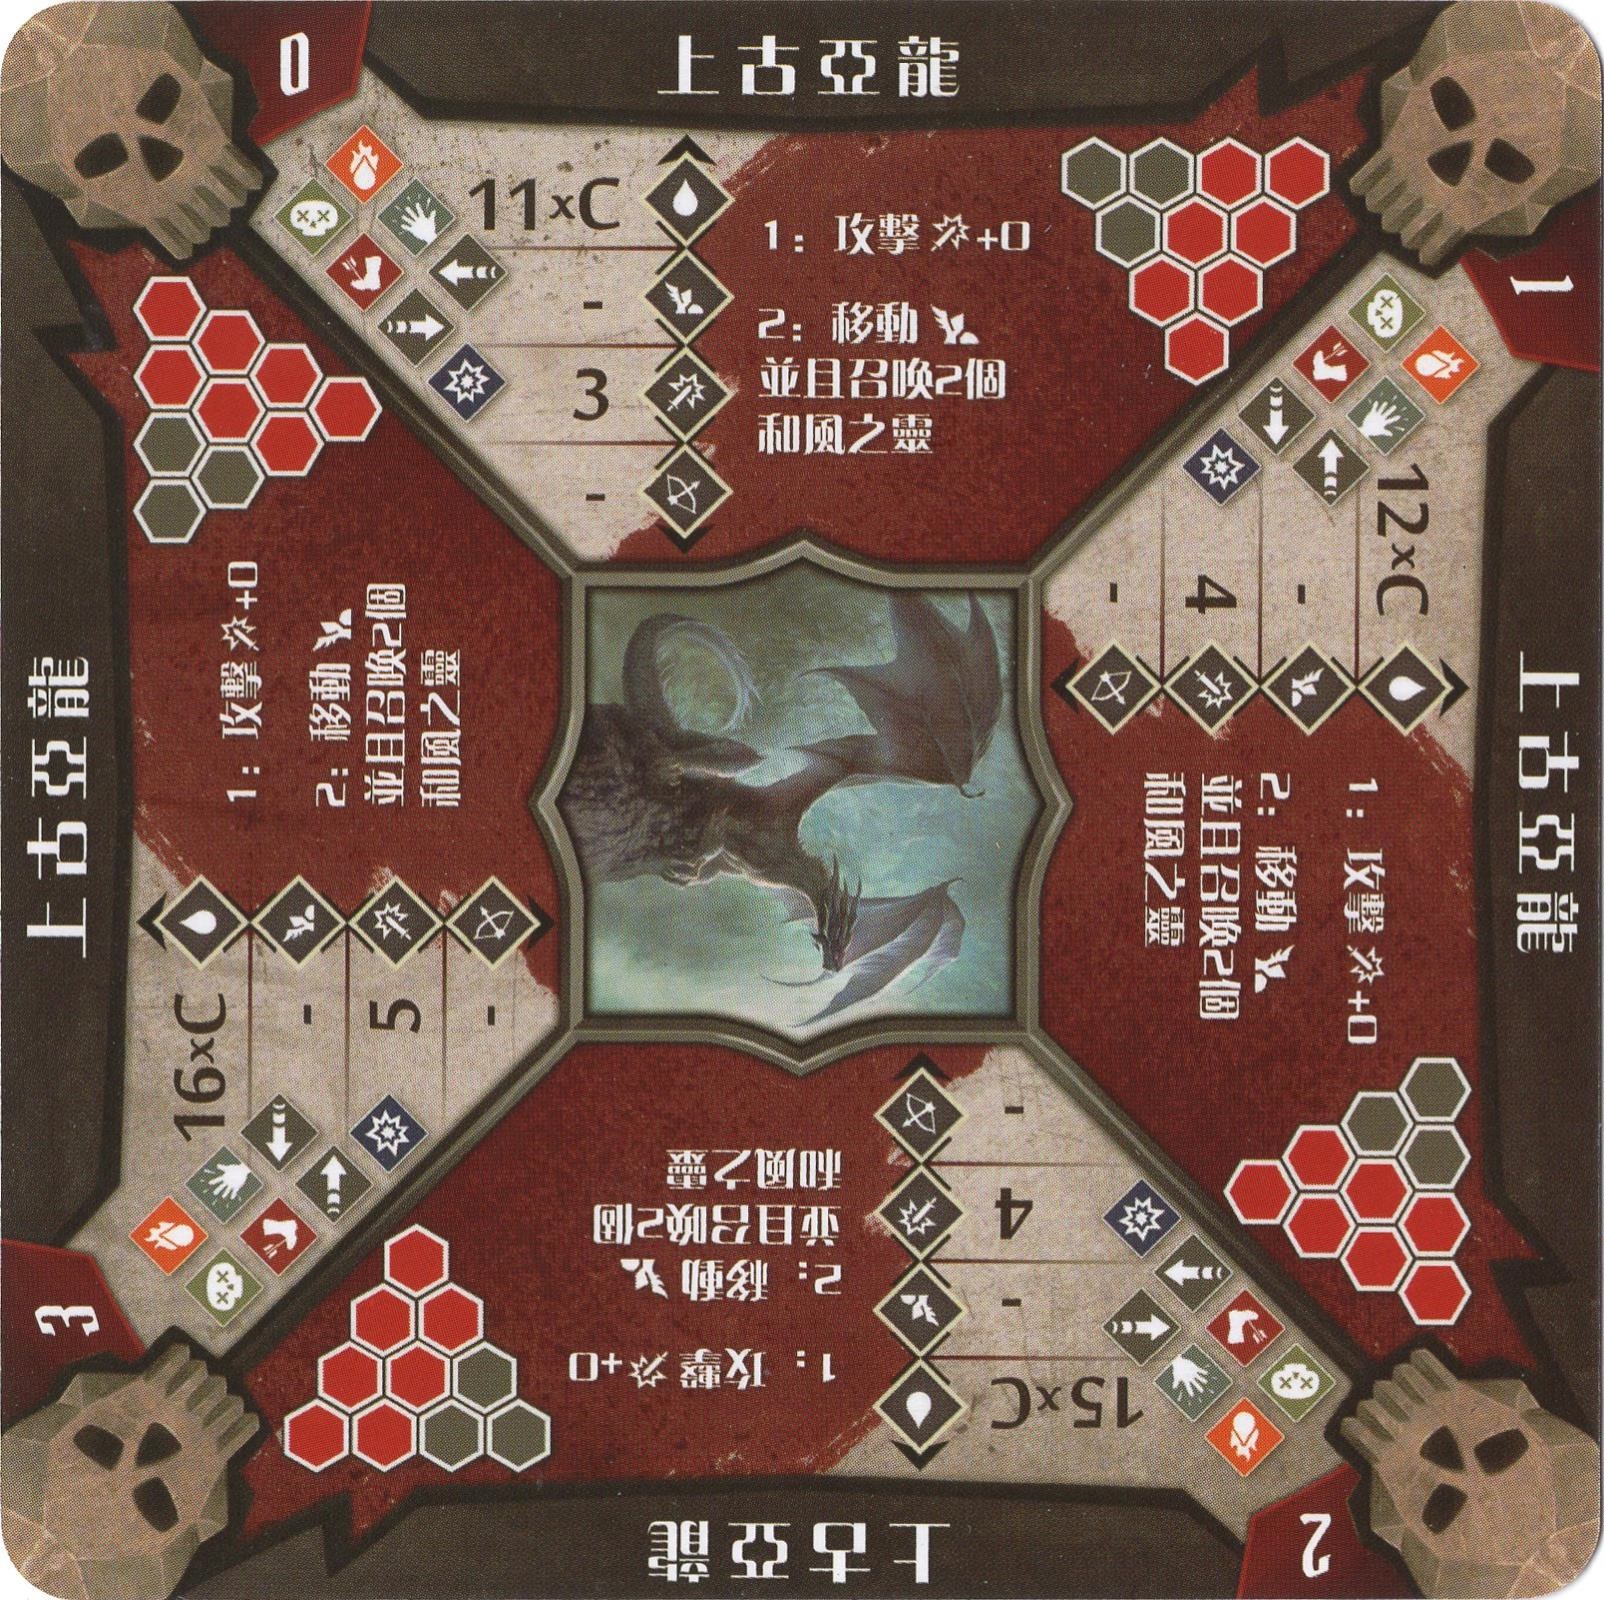 上古亞龍
0
11xC
-
3
-
1: 攻擊+0
2: 移動
並且召喚2個
和風之靈
上古亞龍
1
12xC
-
4
-
1: 攻擊+0
2: 移動
並且召喚2個
和風之靈
上古亞龍
2
15xC
-
4
-
1: 攻擊+0
2: 移動
並且召喚2個
和風之靈
上古亞龍
3
16xC
-
5
-
1: 攻擊+0
2: 移動
並且召喚2個
和風之靈